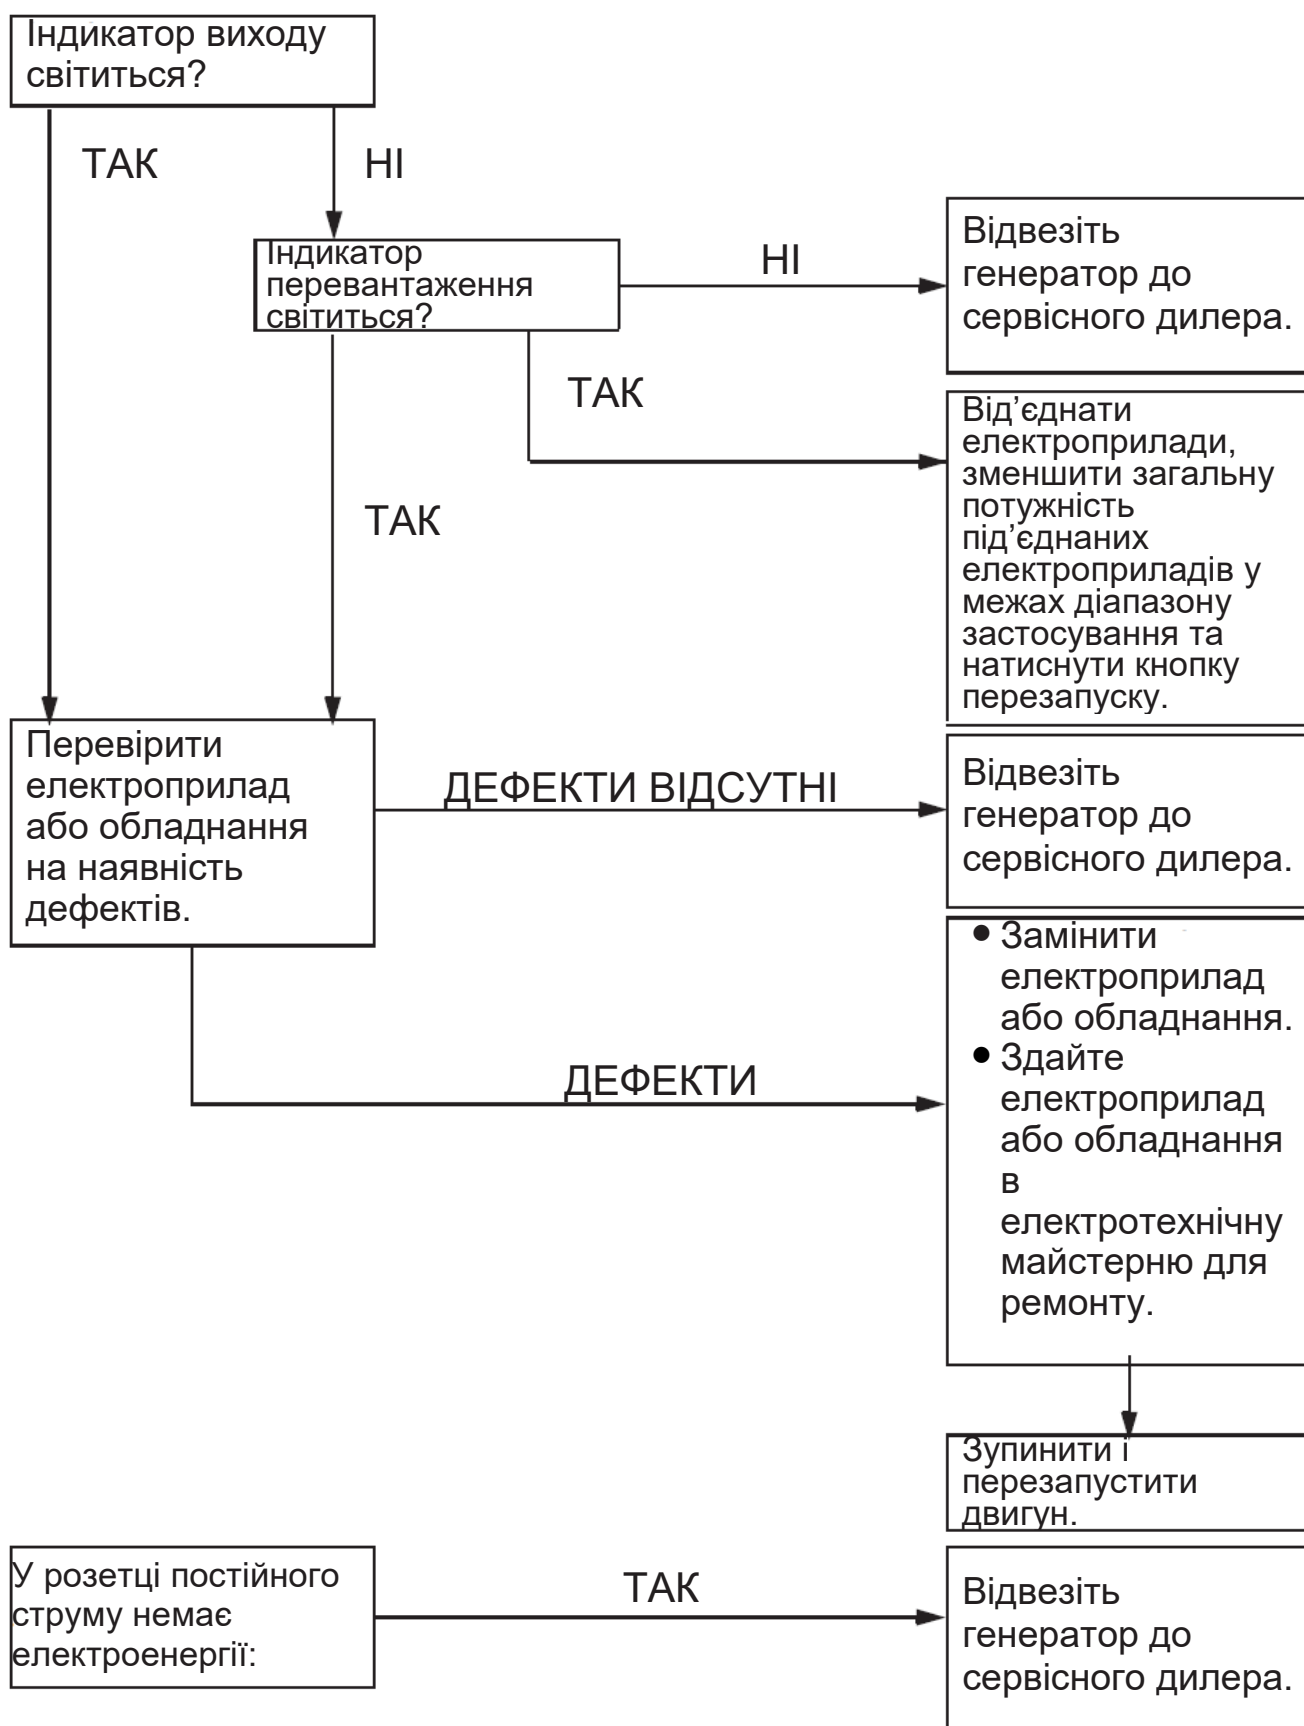 Індикатор виходу
світиться?
ТАК
НІ
Індикатор
перевантаження
світиться?
НІ
Відвезіть
генератор до
сервісного дилера.
ТАК
Від’єднати
електроприлади,
зменшити загальну
потужність
під’єднаних
електроприладів у
межах діапазону
застосування та
натиснути кнопку
перезапуску.
ТАК
Перевірити
електроприлад
або обладнання
на наявність
дефектів.
ДЕФЕКТИ ВІДСУТНІ
Відвезіть
генератор до
сервісного дилера.
ДЕФЕКТИ
● Замінити
електроприлад
або обладнання.
● Здайте
електроприлад
або обладнання
в
електротехнічну
майстерню для
ремонту.
Зупинити і
перезапустити
двигун.
У розетці постійного
струму немає
електроенергії:
ТАК
Відвезіть
генератор до
сервісного дилера.